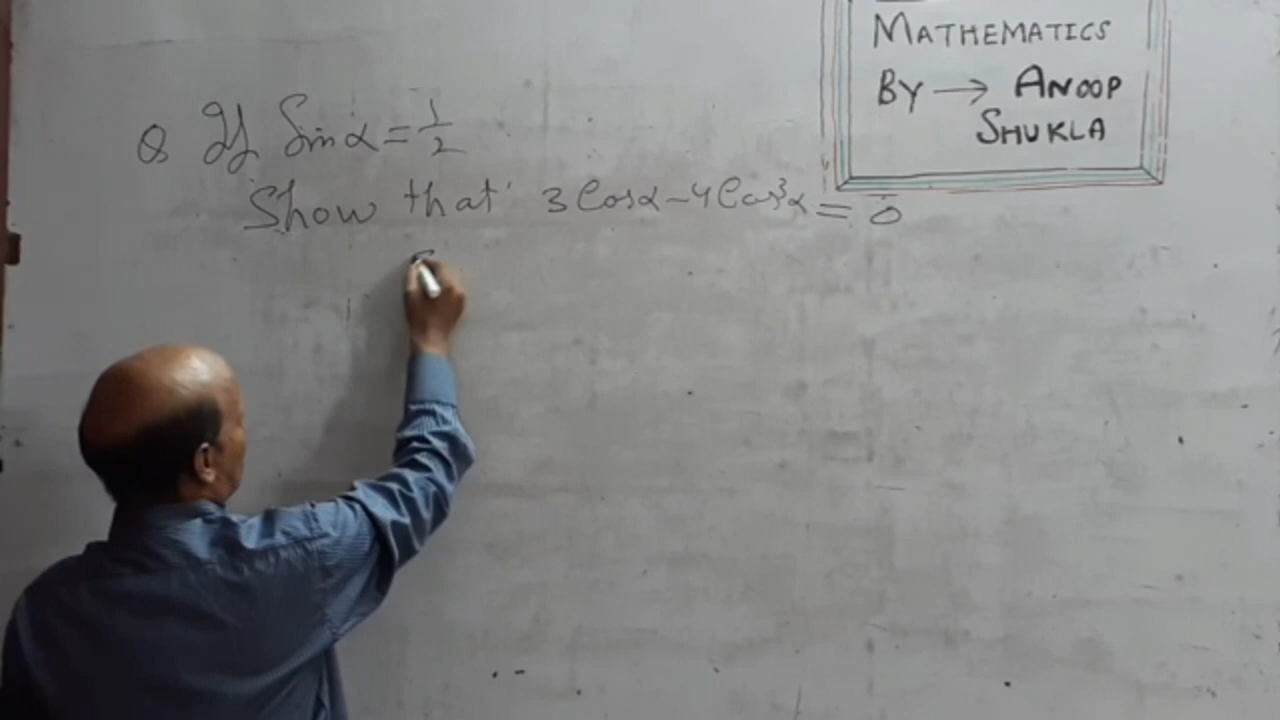 Q If Sin α = 1/2
Show that 3 Cos α - 4 Cos³ α = 0
MATHEMATICS
BY → ANOOP
SHUKLA